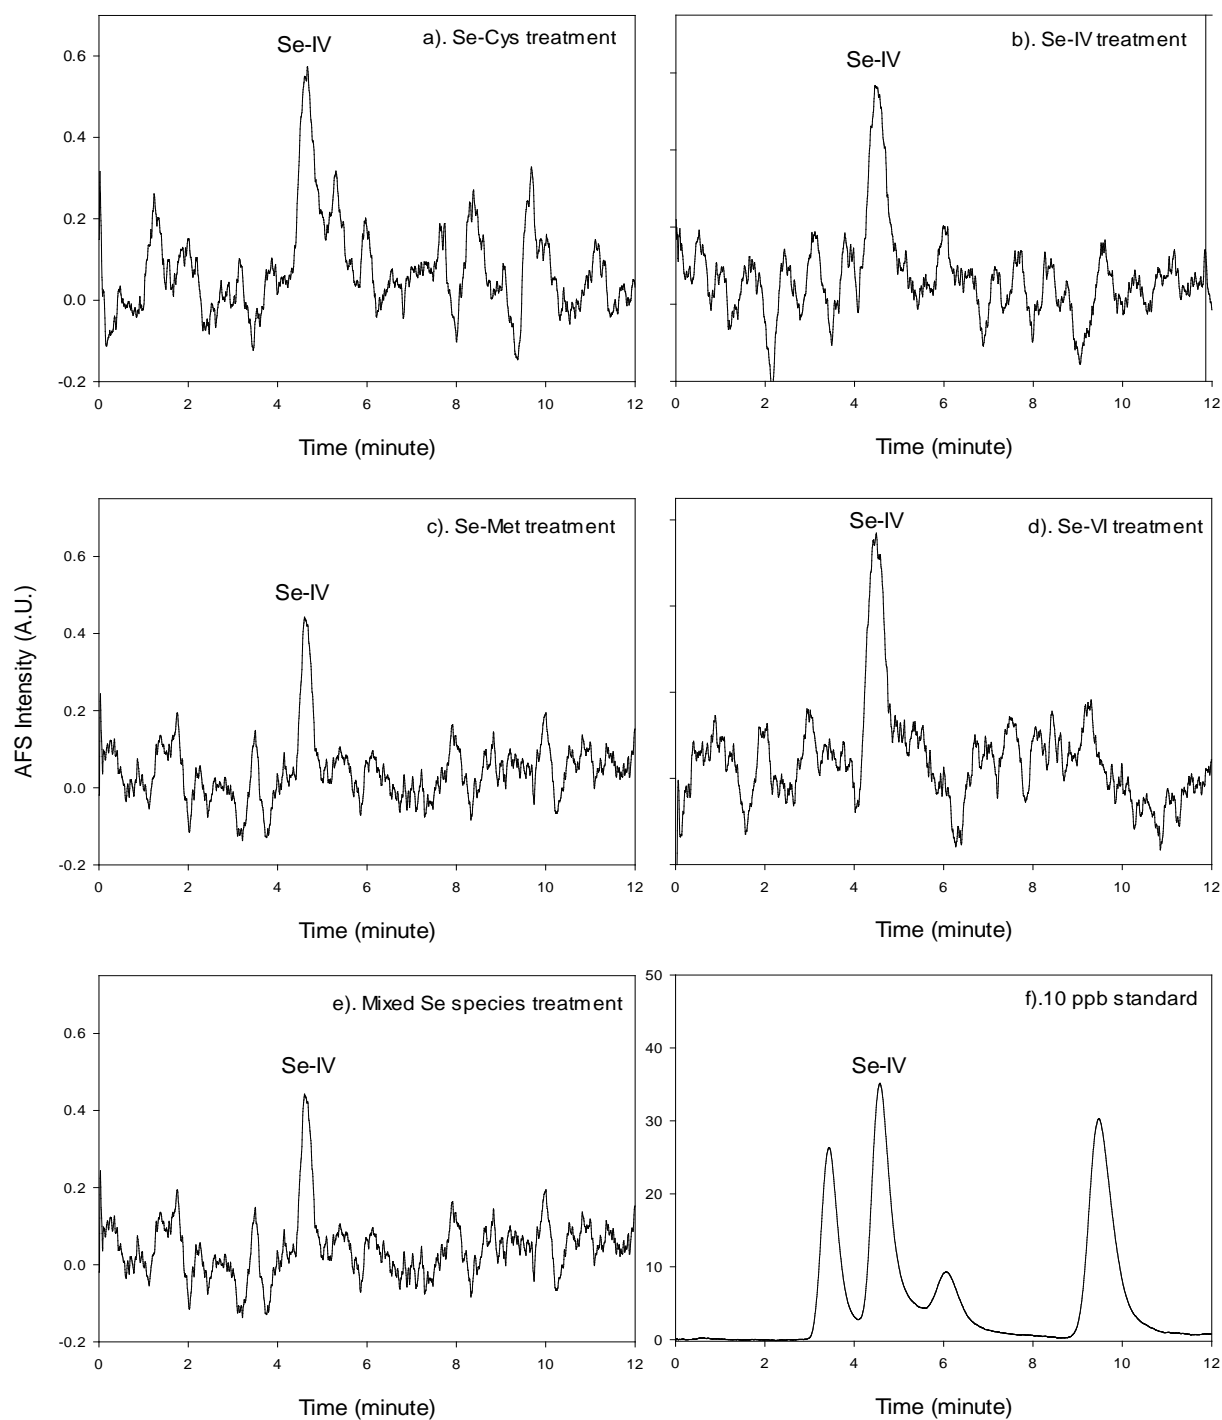 a). Se-Cys treatment
Se-IV
0.6
0.4
0.2
0.0
-0.2
0 2 4 6 8 10 12
Time (minute)
b). Se-IV treatment
Se-IV
0 2 4 6 8 10 12
Time (minute)
AFS Intensity (A.U.)
c). Se-Met treatment
Se-IV
0.6
0.4
0.2
0.0
-0.2
0 2 4 6 8 10 12
Time (minute)
Se-IV
d). Se-VI treatment
0 2 4 6 8 10 12
Time (minute)
e). Mixed Se species treatment
Se-IV
0.6
0.4
0.2
0.0
-0.2
0 2 4 6 8 10 12
Time (minute)
f).10 ppb standard
Se-IV
50
40
30
20
10
0
0 2 4 6 8 10 12
Time (minute)